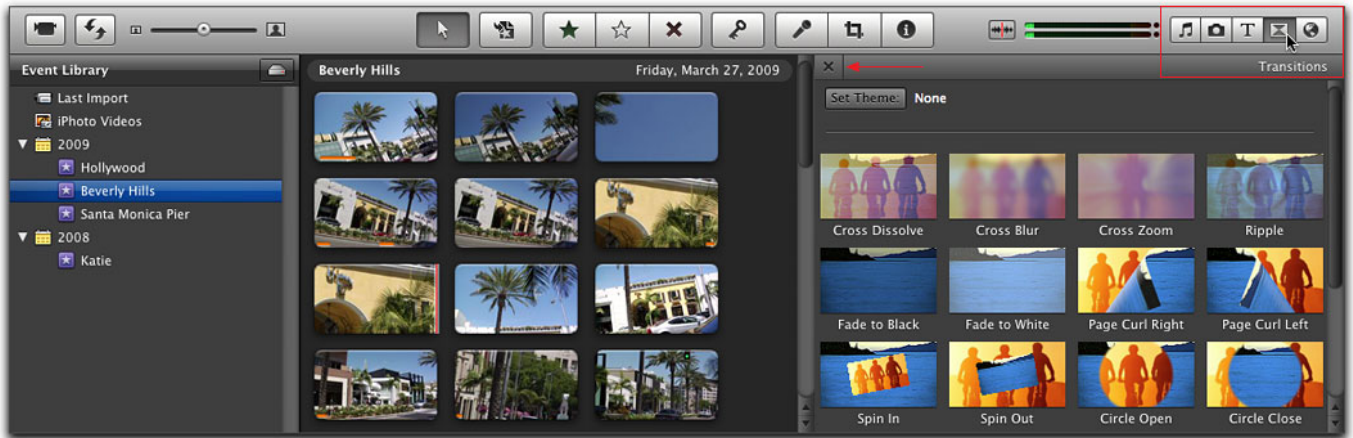 T
Event Library
Beverly Hills
Friday, March 27, 2009
Transitions
Last Import
iPhoto Videos
2009
Hollywood
Beverly Hills
Santa Monica Pier
2008
Katie
Set Theme: None
Cross Dissolve
Cross Blur
Cross Zoom
Ripple
Fade to Black
Fade to White
Page Curl Right
Page Curl Left
Spin In
Spin Out
Circle Open
Circle Close